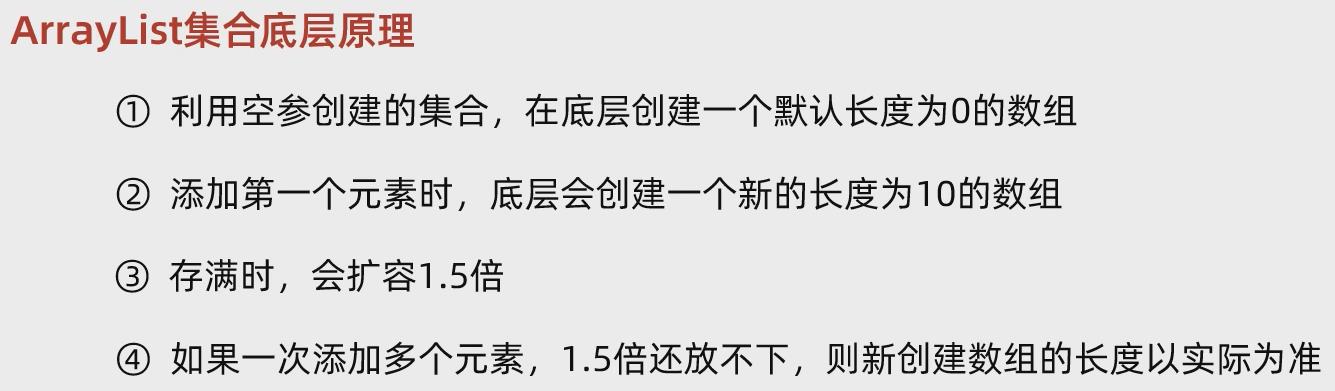 ArrayList集合底层原理
① 利用空参创建的集合，在底层创建一个默认长度为0的数组
② 添加第一个元素时，底层会创建一个新的长度为10的数组
③ 存满时，会扩容1.5倍
④ 如果一次添加多个元素，1.5倍还放不下，则新创建数组的长度以实际为准